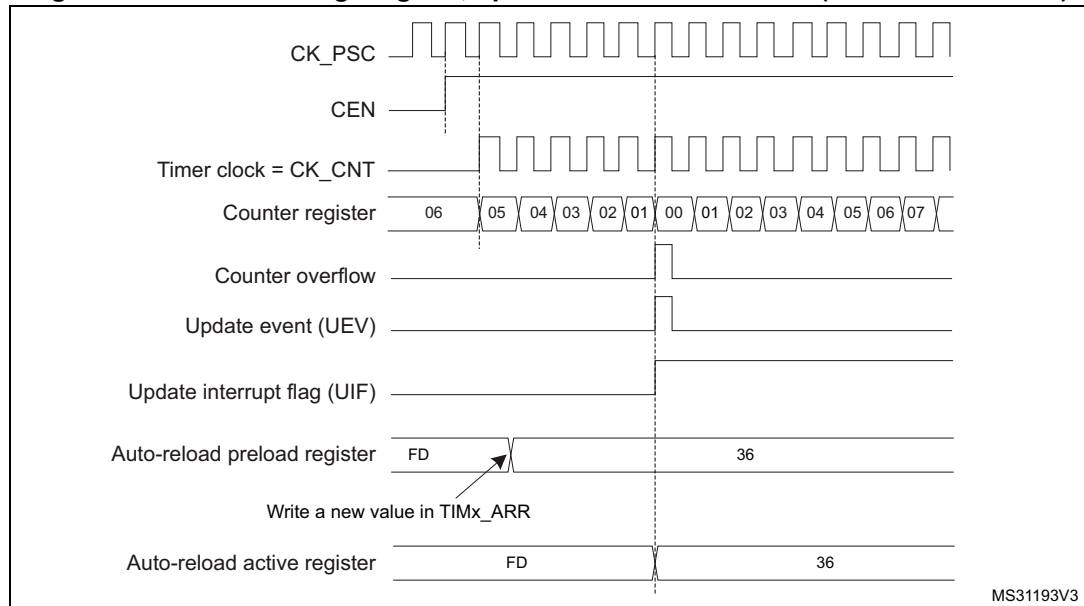 CK_PSC
CEN
Timer clock = CK_CNT
Counter register 06 05 04 03 02 01 00 01 02 03 04 05 06 07
Counter overflow
Update event (UEV)
Update interrupt flag (UIF)
Auto-reload preload register FD 36
Write a new value in TIMx_ARR
Auto-reload active register FD 36
MS31193V3